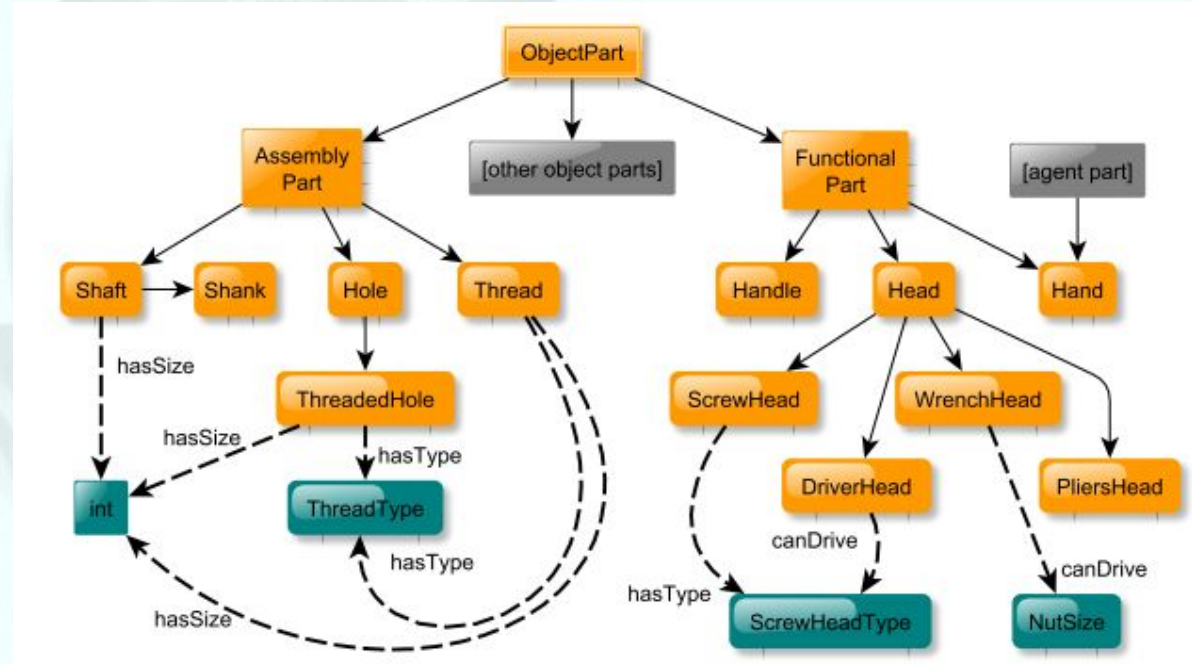 ObjectPart
Assembly
Part
[other object parts]
Functional
Part
[agent part]
Shaft
Shank
Hole
Thread
Handle
Head
Hand
hasSize
ThreadedHole
ScrewHead
WrenchHead
hasSize
hasType
int
ThreadType
DriverHead
PliersHead
hasType
canDrive
canDrive
hasType
hasSize
ScrewHeadType
NutSize